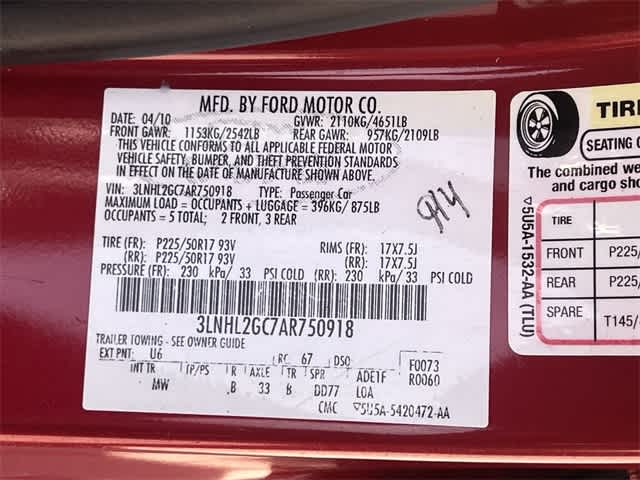 MFD. BY FORD MOTOR CO.
DATE: 04/10 GVWR: 2110KG/4651LB
FRONT GAWR: 1153KG/2542LB REAR GAWR: 957KG/2109LB
THIS VEHICLE CONFORMS TO ALL APPLICABLE FEDERAL MOTOR
VEHICLE SAFETY, BUMPER, AND THEFT PREVENTION STANDARDS
IN EFFECT ON THE DATE OF MANUFACTURE SHOWN ABOVE.
VIN: 3LNHL2GC7AR750918 TYPE: Passenger Car
MAXIMUM LOAD = OCCUPANTS + LUGGAGE = 396KG/ 875LB
OCCUPANTS = 5 TOTAL; 2 FRONT, 3 REAR
TIRE (FR): P225/50R17 93V RIMS (FR): 17X7.5J
(RR): P225/50R17 93V (RR): 17X7.5J
PRESSURE (FR): 230 kPa/ 33 PSI COLD (RR): 230 kPa/ 33 PSI COLD
3LNHL2GC7AR750918
TRAILER TOWING - SEE OWNER GUIDE
EXT PNT: U6 RC: 67 DSO: F0073
INT TR TP/PS R AXLE TR SPR ADE1F R0060
MW B 33 B DD77 LOA
CMC ▽5U5A-5420472-AA
▽5U5A-1532-AA (TLU)
TIRE
SEATING
The combined we
and cargo sho
TIRE
FRONT P225/
REAR P225/
SPARE T145/